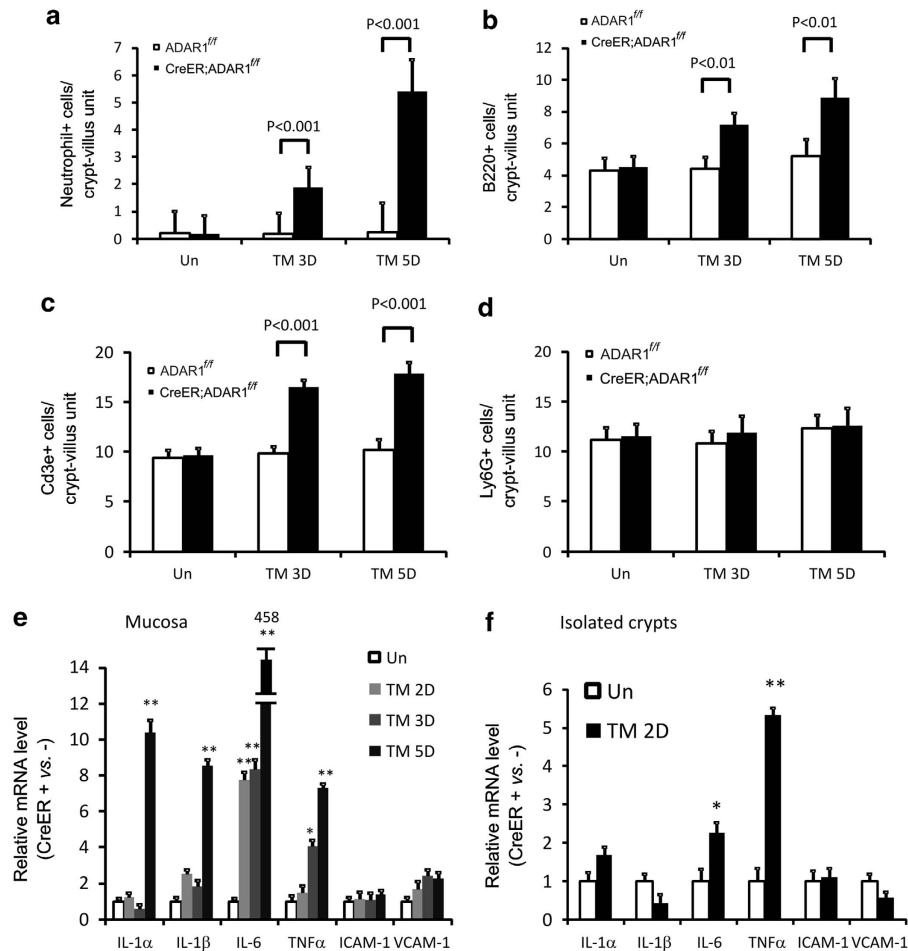 a
P<0.001
P<0.001
ADAR1f/f
CreER;ADAR1f/f
Neutrophil+ cells/
crypt-villus unit
7
6
5
4
3
2
1
0
Un
TM 3D
TM 5D
b
P<0.01
P<0.01
ADAR1f/f
CreER;ADAR1f/f
B220+ cells/
crypt-villus unit
12
10
8
6
4
2
0
Un
TM 3D
TM 5D
c
P<0.001
P<0.001
ADAR1f/f
CreER;ADAR1f/f
Cd3e+ cells/
crypt-villus unit
20
15
10
5
0
Un
TM 3D
TM 5D
d
ADAR1f/f
CreER;ADAR1f/f
Ly6G+ cells/
crypt-villus unit
20
15
10
5
0
Un
TM 3D
TM 5D
e
Mucosa
458
**
**
**
**
**
*
**
Un
TM 2D
TM 3D
TM 5D
Relative mRNA level
(CreER + vs. -)
14
12
10
8
6
4
2
0
IL-1α
IL-1β
IL-6
TNFα
ICAM-1
VCAM-1
f
Isolated crypts
Un
TM 2D
*
**
Relative mRNA level
(CreER + vs. -)
6
5
4
3
2
1
0
IL-1α
IL-1β
IL-6
TNFα
ICAM-1
VCAM-1